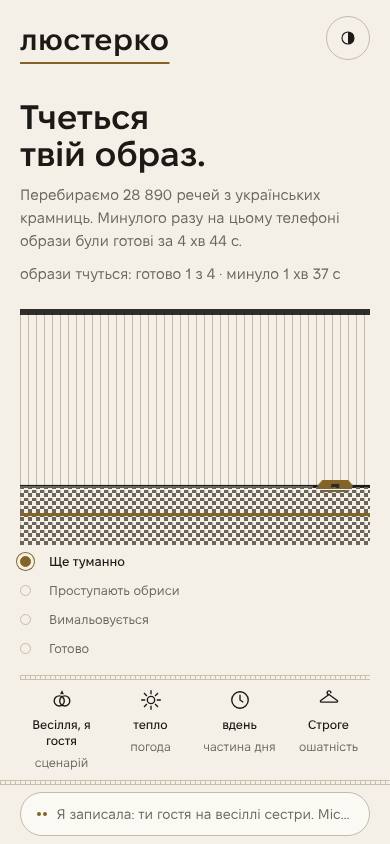 люстерко
Тчеться
твій образ.
Перебираємо 28 890 речей з українських
крамниць. Минулого разу на цьому телефоні
образи були готові за 4 хв 44 с.
образи тчуться: готово 1 з 4 · минуло 1 хв 37 с
Ще туманно
Проступають обриси
Вимальовується
Готово
Весілля, я
гостя
сценарій
тепло
погода
вдень
частина дня
Строге
ошатність
Я записала: ти гостя на весіллі сестри. Міс...